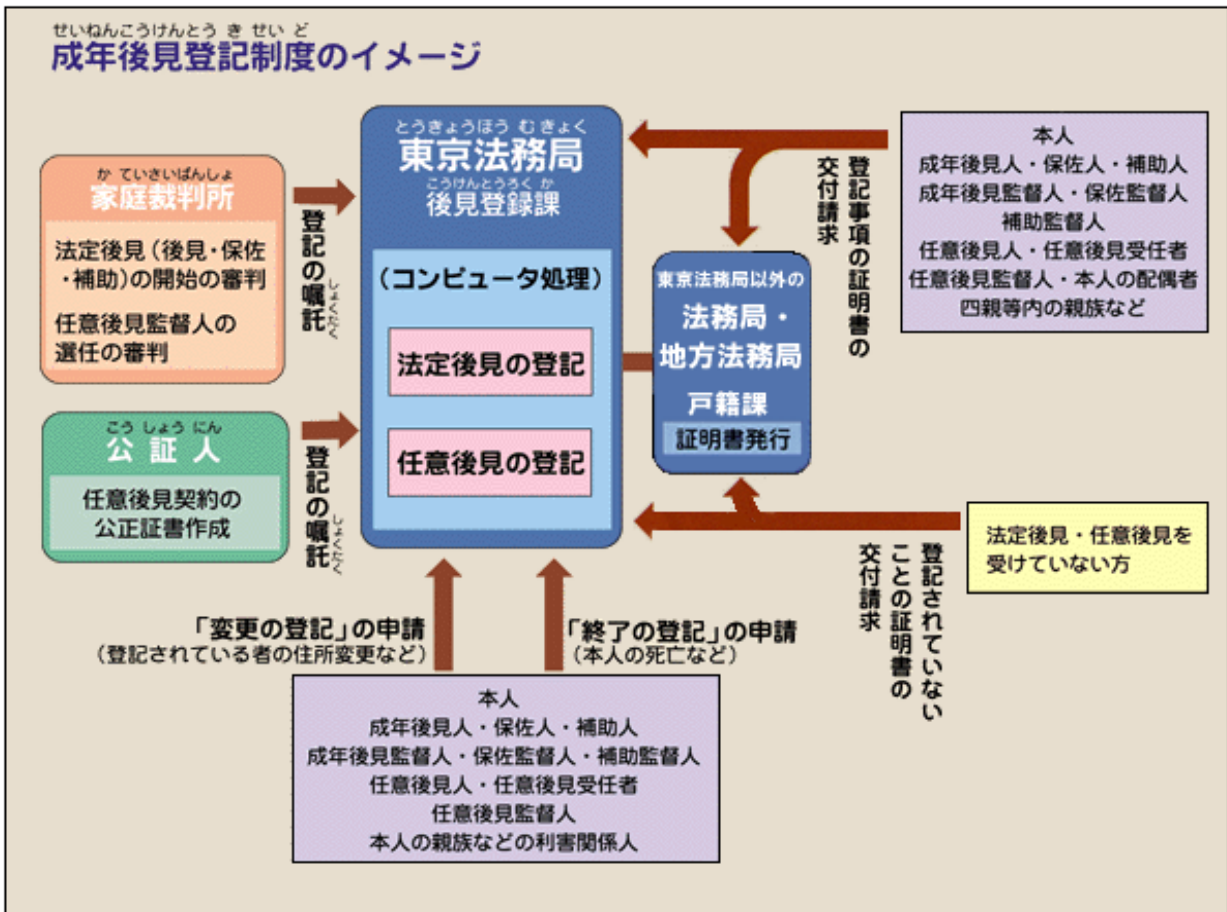 せいねんこうけんとうきせいど
成年後見登記制度のイメージ
かていさいばんしょ
家庭裁判所
法定後見(後見・保佐
・補助)の開始の審判
任意後見監督人の
選任の審判
登記の嘱託
しょくたく
こうしょうにん
公証人
任意後見契約の
公正証書作成
登記の嘱託
しょくたく
とうきょうほうむきょく
東京法務局
こうけんとうろくか
後見登録課
(コンピュータ処理)
法定後見の登記
任意後見の登記
東京法務局以外の
法務局・
地方法務局
戸籍課
証明書発行
登記事項の証明書の
交付請求
本人
成年後見人・保佐人・補助人
成年後見監督人・保佐監督人
補助監督人
任意後見人・任意後見受任者
任意後見監督人・本人の配偶者
四親等内の親族など
登記されていない
ことの証明書の
交付請求
法定後見・任意後見を
受けていない方
「変更の登記」の申請
(登記されている者の住所変更など)
「終了の登記」の申請
(本人の死亡など)
本人
成年後見人・保佐人・補助人
成年後見監督人・保佐監督人・補助監督人
任意後見人・任意後見受任者
任意後見監督人
本人の親族などの利害関係人